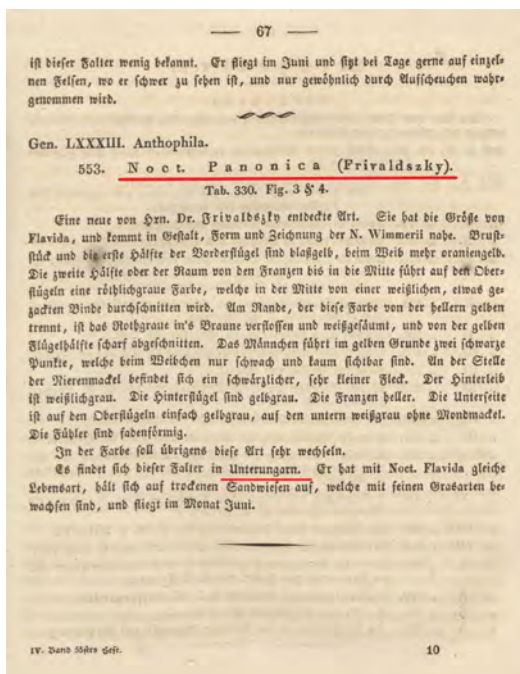 — 67 —
ist dieser Falter wenig bekannt. Er fliegt im Juni und sitzt bei Tage gerne auf einzel-
nen Felsen, wo er schwer zu sehen ist, und nur gewöhnlich durch Aufscheuchen wahr-
genommen wird.
Gen. LXXXIII. Anthophila.
553. Noct. Panonica (Frivaldszky).
Tab. 330. Fig. 3 & 4.
Eine neue von Hrn. Dr. Frivaldszky entdeckte Art. Sie hat die Größe von
Flavida, und kommt in Gestalt, Form und Zeichnung der N. Wimmerii nahe. Brust-
stück und die erste Hälfte der Vorderflügel sind blaßgelb, beim Weib mehr oraniengelb.
Die zweite Hälfte oder der Raum von den Franzen bis in die Mitte führt auf den Ober-
flügeln eine röthlichgraue Farbe, welche in der Mitte von einer weißlichen, etwas ge-
zackten Binde durchschnitten wird. Am Rande, der diese Farbe von der hellern gelben
trennt, ist das Rothgraue in's Braune verflossen und weißgesäumt, und von der gelben
Flügelhälfte scharf abgeschnitten. Das Männchen führt im gelben Grunde zwei schwarze
Punkte, welche beim Weibchen nur schwach und kaum sichtbar sind. An der Stelle
der Nierenmackel befindet sich ein schwärzlicher, sehr kleiner Fleck. Der Hinterleib
ist weißlichgrau. Die Hinterflügel sind gelbgrau. Die Franzen heller. Die Unterseite
ist auf den Oberflügeln einfach gelbgrau, auf den untern weißgrau ohne Mondmackel.
Die Fühler sind fadenförmig.
In der Farbe soll übrigens diese Art sehr wechseln.
Es findet sich dieser Falter in Unterungarn. Er hat mit Noct. Flavida gleiche
Lebensart, hält sich auf trockenen Sandwiesen auf, welche mit feinen Grasarten be-
wachsen sind, und fliegt im Monat Juni.
IV. Band 55stes Heft. 10